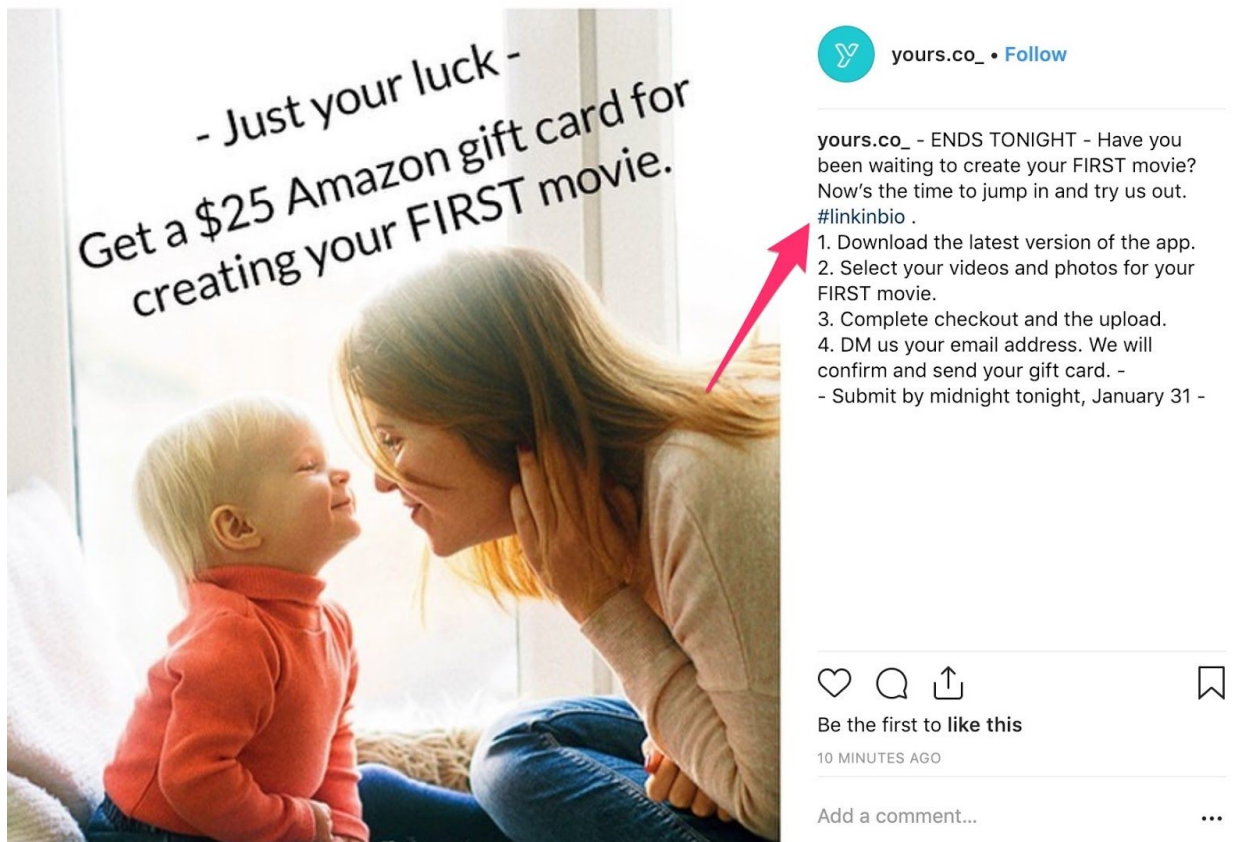 - Just your luck -
Get a $25 Amazon gift card for
creating your FIRST movie.
yours.co_ • Follow
yours.co_ - ENDS TONIGHT - Have you
been waiting to create your FIRST movie?
Now's the time to jump in and try us out.
#linkinbio .
1. Download the latest version of the app.
2. Select your videos and photos for your
FIRST movie.
3. Complete checkout and the upload.
4. DM us your email address. We will
confirm and send your gift card. -
- Submit by midnight tonight, January 31 -
Be the first to like this
10 MINUTES AGO
Add a comment...